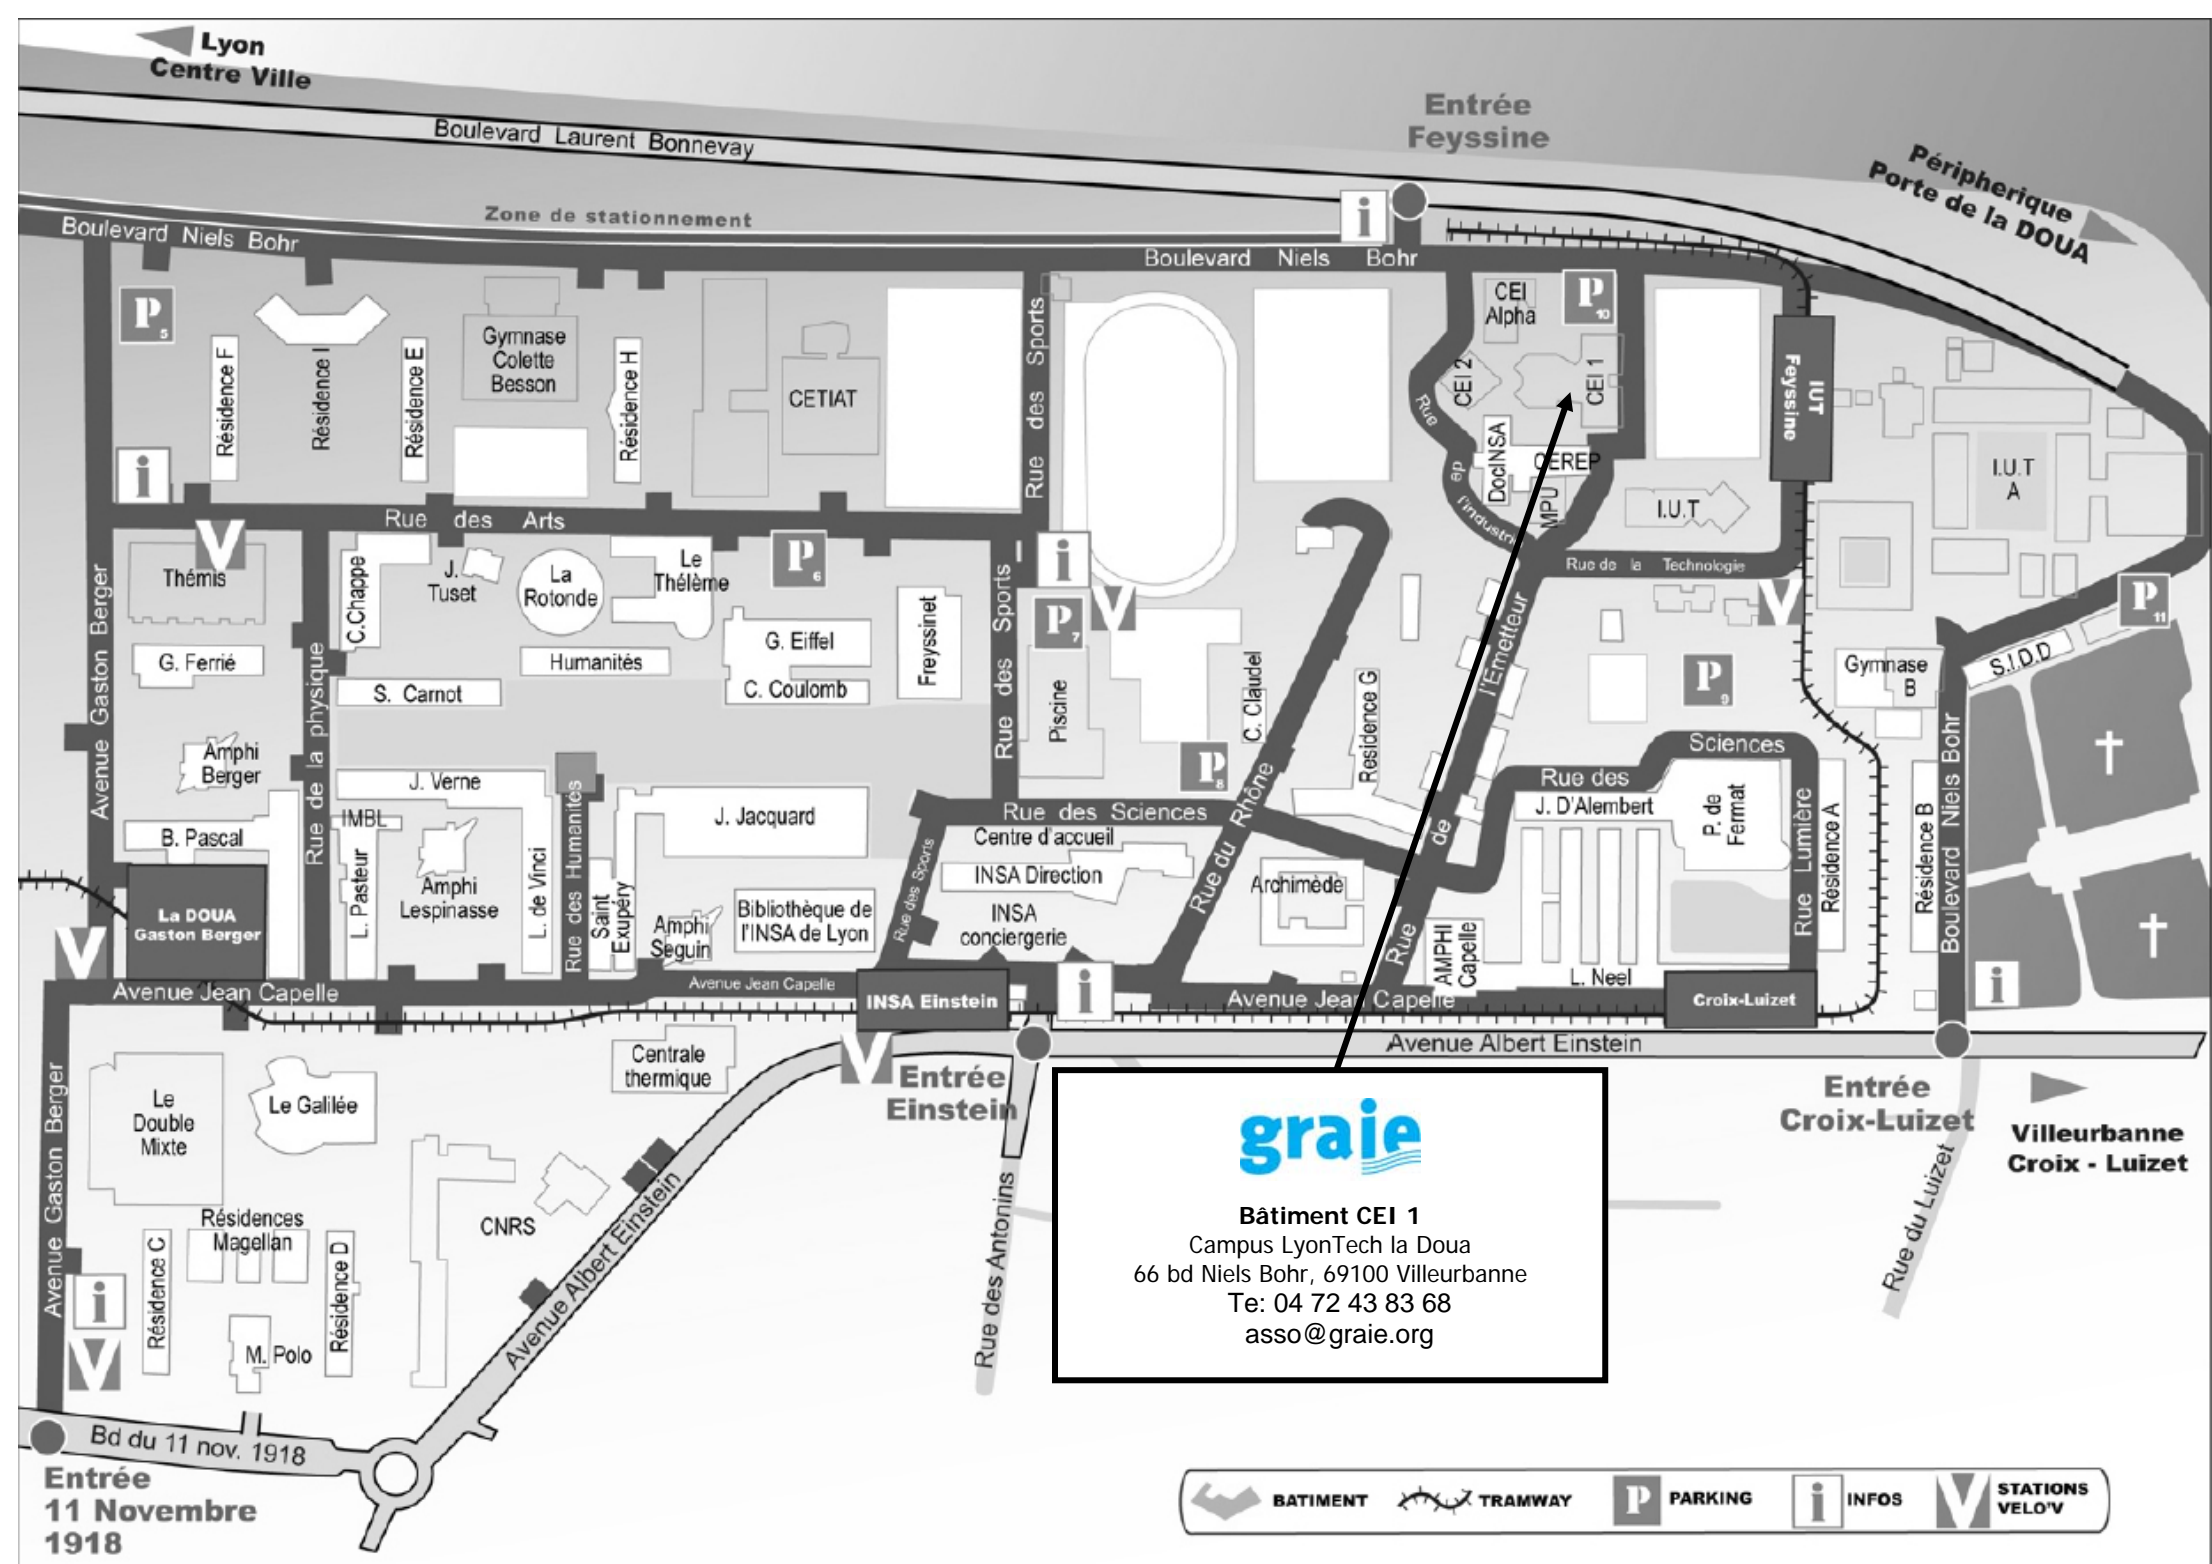 Lyon
Centre Ville
Boulevard Laurent Bonnevay
Entrée
Feyssine
Péripherique
Porte de la DOUA
Zone de stationnement
i
Boulevard Niels Bohr
Boulevard Niels Bohr
P5
Résidence F
Résidence I
Résidence E
Gymnase
Colette
Besson
Résidence H
CETIAT
Rue des Sports
CEI
Alpha
P10
CEI 2
CEI 1
IUT
Feyssine
Rue de l'industrie
DocINSA
CEREP
MPU
I.U.T
I.U.T
A
i
Rue des Arts
Avenue Gaston Berger
V
Thémis
G. Ferrié
Amphi
Berger
B. Pascal
Rue de la physique
C.Chappe
J.
Tuset
La
Rotonde
Le
Thélème
P6
Humanités
S. Carnot
G. Eiffel
C. Coulomb
Freyssinet
Rue des Sports
i
P7
V
Piscine
P8
C. Claudel
Residence G
Rue de la Technologie
V
P9
Rue de l'Emetteur
P11
Gymnase
B
S.I.D.D
Boulevard Niels Bohr
J. Verne
IMBL
L. Pasteur
Amphi
Lespinasse
L. de Vinci
Rue des Humanités
Saint
Exupéry
J. Jacquard
Amphi
Seguin
Bibliothèque de
l'INSA de Lyon
Rue des Sports
Rue des Sciences
Centre d'accueil
INSA Direction
INSA
conciergerie
Rue du Rhône
Archimède
AMPHI
Capelle
Rue des Sciences
J. D'Alembert
P. de
Fermat
L. Neel
Rue Lumière
Résidence A
Résidence B
i
La DOUA
Gaston Berger
V
Avenue Jean Capelle
Avenue Jean Capelle
INSA Einstein
i
Avenue Jean Capelle
Croix-Luizet
Avenue Albert Einstein
Avenue Gaston Berger
Le
Double
Mixte
Le Galilée
Centrale
thermique
V
Entrée
Einstein
Entrée
Croix-Luizet
Villeurbanne
Croix - Luizet
Rue du Luizet
Résidences
Magellan
CNRS
Résidence C
Résidence D
M. Polo
i
V
Avenue Albert Einstein
Rue des Antonins
graie
Bâtiment CEI 1
Campus LyonTech la Doua
66 bd Niels Bohr, 69100 Villeurbanne
Te: 04 72 43 83 68
asso@graie.org
Bd du 11 nov. 1918
Entrée
11 Novembre
1918
BATIMENT
TRAMWAY
P PARKING
i INFOS
V STATIONS
VELO'V